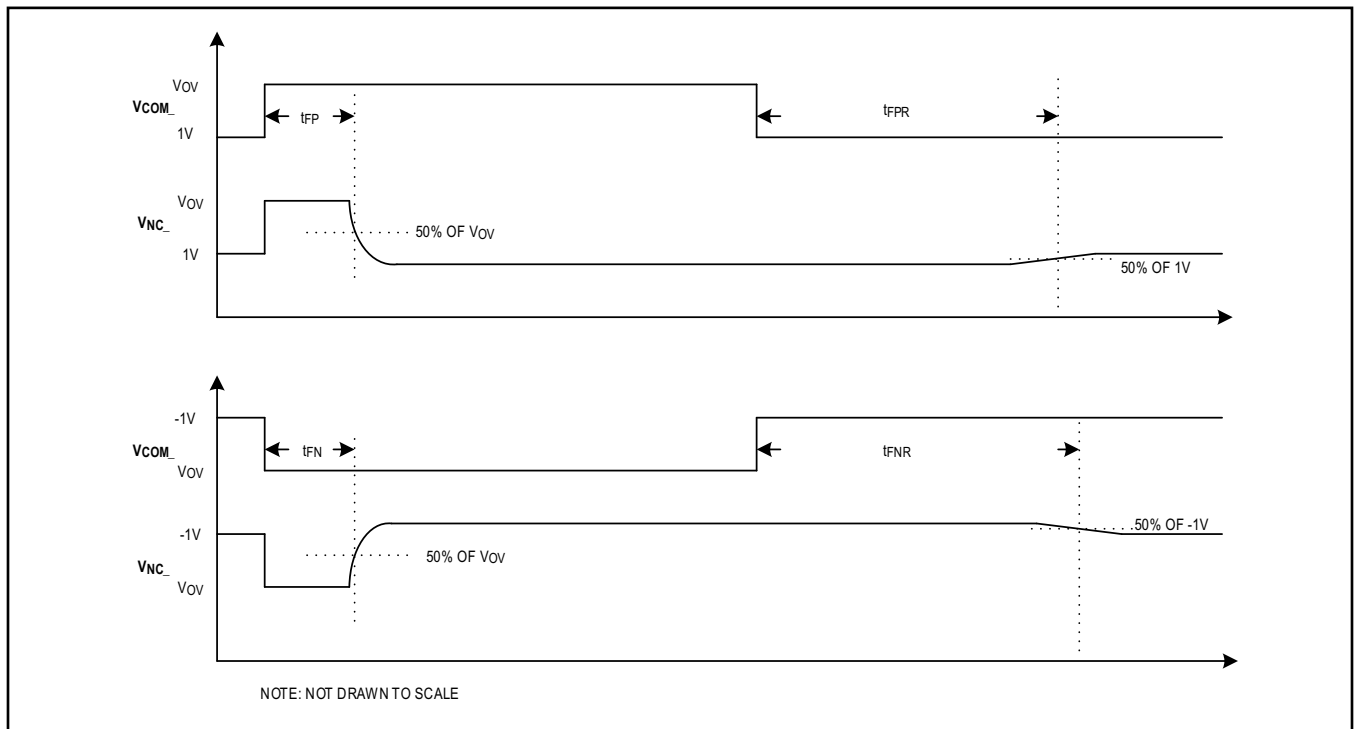 VOV
VCOM_
1V
tFP
tFPR
VOV
VNC_
1V
50% OF VOV
50% OF 1V
-1V
VCOM_
VOV
tFN
tFNR
-1V
VNC_
VOV
50% OF VOV
50% OF -1V
NOTE: NOT DRAWN TO SCALE